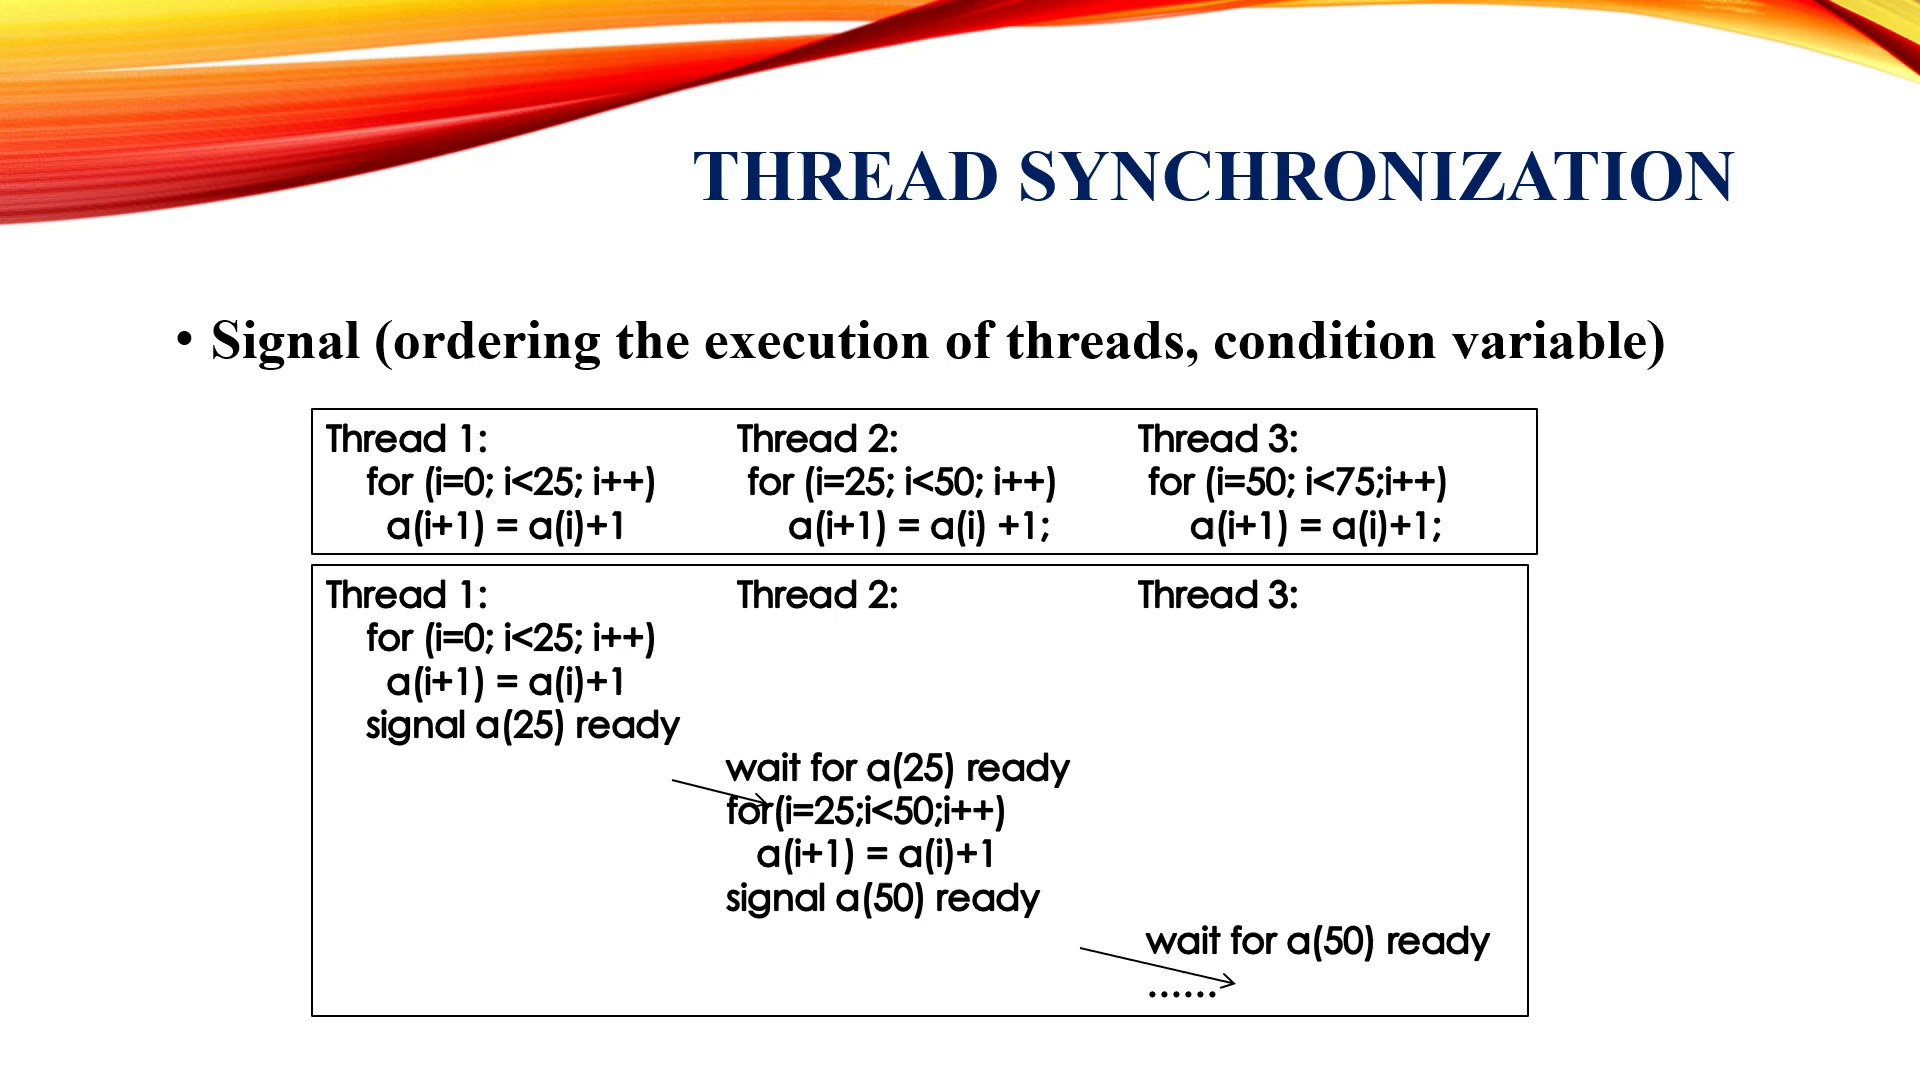 THREAD SYNCHRONIZATION
• Signal (ordering the execution of threads, condition variable)
Thread 1: Thread 2: Thread 3:
for (i=0; i<25; i++) for (i=25; i<50; i++) for (i=50; i<75;i++)
a(i+1) = a(i)+1 a(i+1) = a(i) +1; a(i+1) = a(i)+1;
Thread 1: Thread 2: Thread 3:
for (i=0; i<25; i++)
a(i+1) = a(i)+1
signal a(25) ready
wait for a(25) ready
for(i=25;i<50;i++)
a(i+1) = a(i)+1
signal a(50) ready
wait for a(50) ready
......